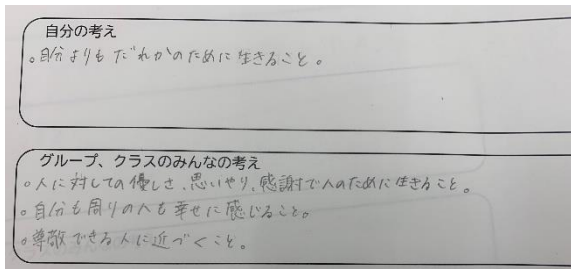 自分の考え
。自分よりもだれかのために生きること。
グループ、クラスのみんなの考え
。人に対しての優しさ、思いやり、感謝で人のために生きること。
。自分も周りの人も幸せに感じること。
。尊敬できる人に近づくこと。